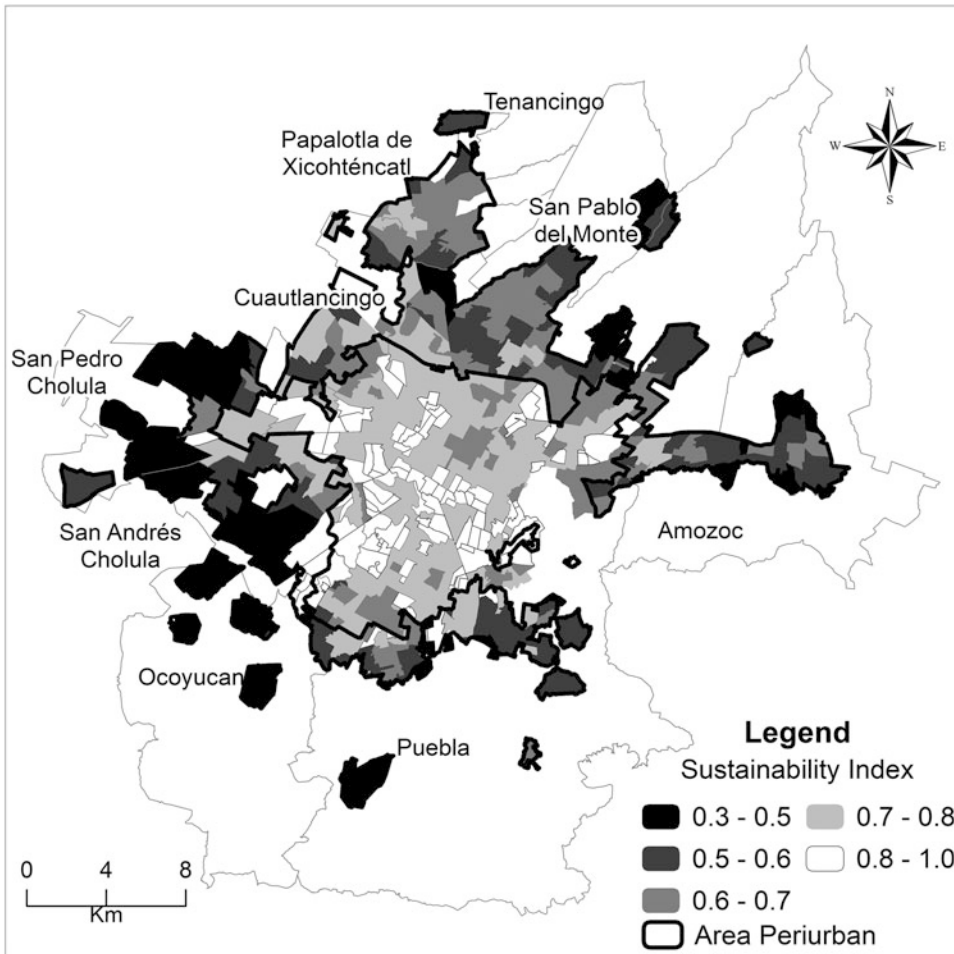 Tenancingo
Papalotla de
Xicohténcatl
N
W E
S
San Pablo
del Monte
Cuautlancingo
San Pedro
Cholula
San Andrés
Cholula
Amozoc
Ocoyucan
Puebla
Legend
Sustainability Index
0.3 - 0.5 0.7 - 0.8
0.5 - 0.6 0.8 - 1.0
0.6 - 0.7
Area Periurban
0 4 8
Km